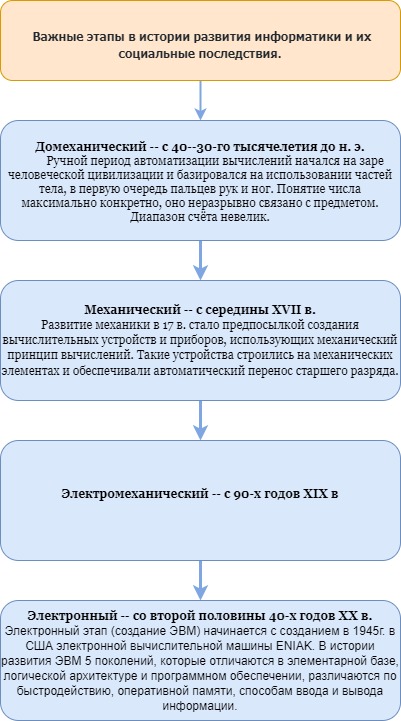 Важные этапы в истории развития информатики и их
социальные последствия.
Домеханический -- с 40--30-го тысячелетия до н. э.
Ручной период автоматизации вычислений начался на заре
человеческой цивилизации и базировался на использовании частей
тела, в первую очередь пальцев рук и ног. Понятие числа
максимально конкретно, оно неразрывно связано с предметом.
Диапазон счёта невелик.
Механический -- с середины XVII в.
Развитие механики в 17 в. стало предпосылкой создания
вычислительных устройств и приборов, использующих механический
принцип вычислений. Такие устройства строились на механических
элементах и обеспечивали автоматический перенос старшего разряда.
Электромеханический -- с 90-х годов XIX в
Электронный -- со второй половины 40-х годов XX в.
Электронный этап (создание ЭВМ) начинается с созданием в 1945г. в
США электронной вычислительной машины ENIAK. В истории
развития ЭВМ 5 поколений, которые отличаются в элементарной базе,
логической архитектуре и программном обеспечении, различаются по
быстродействию, оперативной памяти, способам ввода и вывода
информации.